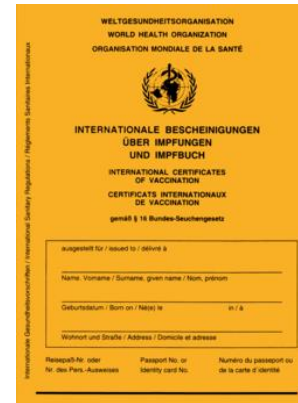 WELTGESUNDHEITSORGANISATION
WORLD HEALTH ORGANIZATION
ORGANISATION MONDIALE DE LA SANTÉ
INTERNATIONALE BESCHEINIGUNGEN
ÜBER IMPFUNGEN
UND IMPFBUCH
INTERNATIONAL CERTIFICATES
OF VACCINATION
CERTIFICATS INTERNATIONAUX
DE VACCINATION
gemäß § 16 Bundes-Seuchengesetz
ausgestellt für / issued to / délivré à
Name, Vorname / Surname, given name / Nom, prénom
Geburtsdatum / Born on / Né(e) le in / à
Wohnort und Straße / Address / Domicile et adresse
Reisepaß-Nr. oder Passport No. or Numéro du passeport ou
Nr. des Pers.-Ausweises Identity card No. de la carte d'identité
Internationale Gesundheitsvorschriften / International Sanitary Regulations / Règlements Sanitaires Internationaux